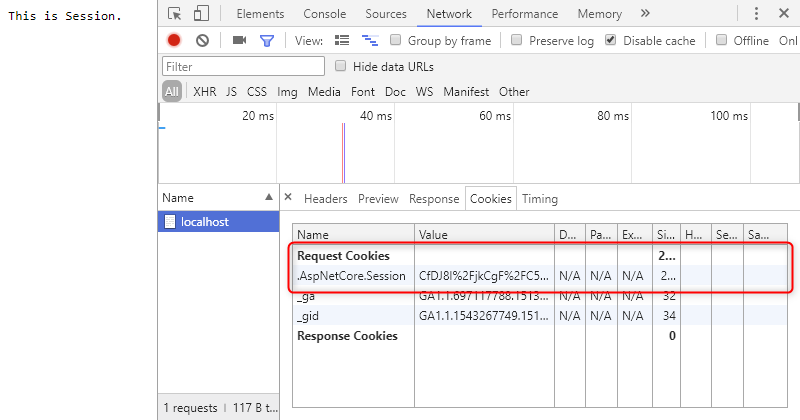 This is Session.
Elements Console Sources Network Performance Memory »
View: Group by frame Preserve log Disable cache Offline Onl
Filter Hide data URLs
All XHR JS CSS Img Media Font Doc WS Manifest Other
20 ms 40 ms 60 ms 80 ms 100 ms
Name × Headers Preview Response Cookies Timing
localhost
Name Value D... Pa... Ex... Si... H... Se... Sa...
Request Cookies 2...
.AspNetCore.Session CfDJ8I%2FjkCgF%2FC5... N/A N/A N/A 2...
_ga GA1.1.697117788.1513... N/A N/A N/A 32
_gid GA1.1.1543267749.151... N/A N/A N/A 34
Response Cookies 0
1 requests | 117 B t...